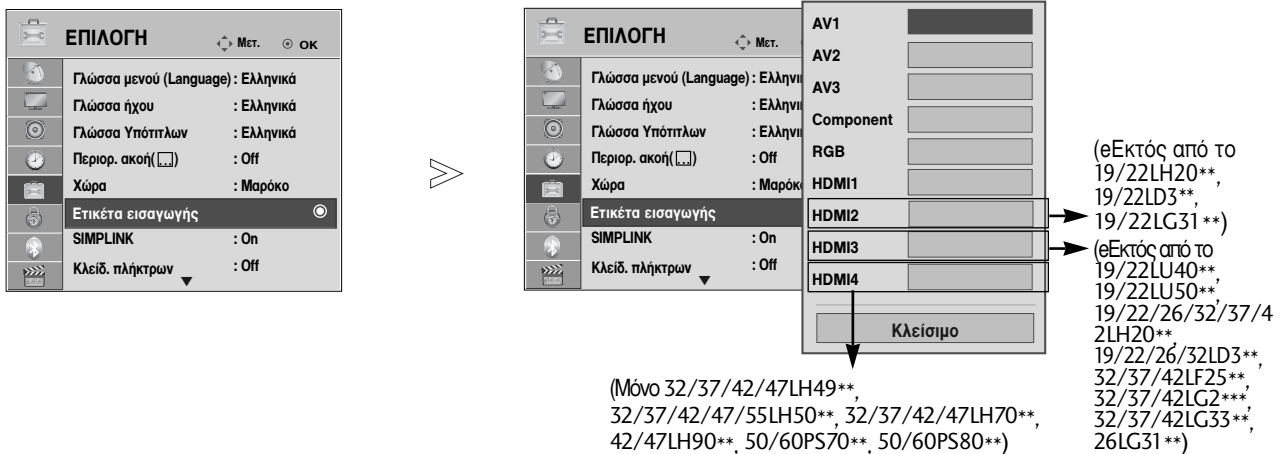 ΕΠΙΛΟΓΗ
Μετ.
OK
Γλώσσα μενού (Language) : Ελληνικά
Γλώσσα ήχου : Ελληνικά
Γλώσσα Υπότιτλων : Ελληνικά
Περιορ. ακοή( ) : Off
Χώρα : Μαρόκο
Ετικέτα εισαγωγής
SIMPLINK : On
Κλείδ. πλήκτρων : Off
ΕΠΙΛΟΓΗ
Μετ.
Γλώσσα μενού (Language) : Ελληνι
Γλώσσα ήχου : Ελληνι
Γλώσσα Υπότιτλων : Ελληνι
Περιορ. ακοή( ) : Off
Χώρα : Μαρόκ
Ετικέτα εισαγωγής
SIMPLINK : On
Κλείδ. πλήκτρων : Off
AV1
AV2
AV3
Component
RGB
HDMI1
HDMI2
HDMI3
HDMI4
Κλείσιμο
(eΕκτός από το
19/22LH20**,
19/22LD3**,
19/22LG31**)
(eΕκτός από το
19/22LU40**,
19/22LU50**,
19/22/26/32/37/4
2LH20**,
19/22/26/32LD3**,
32/37/42LF25**,
32/37/42LG2***,
32/37/42LG33**,
26LG31**)
(Μόνο 32/37/42/47LH49**,
32/37/42/47/55LH50**, 32/37/42/47LH70**,
42/47LH90**, 50/60PS70**, 50/60PS80**)